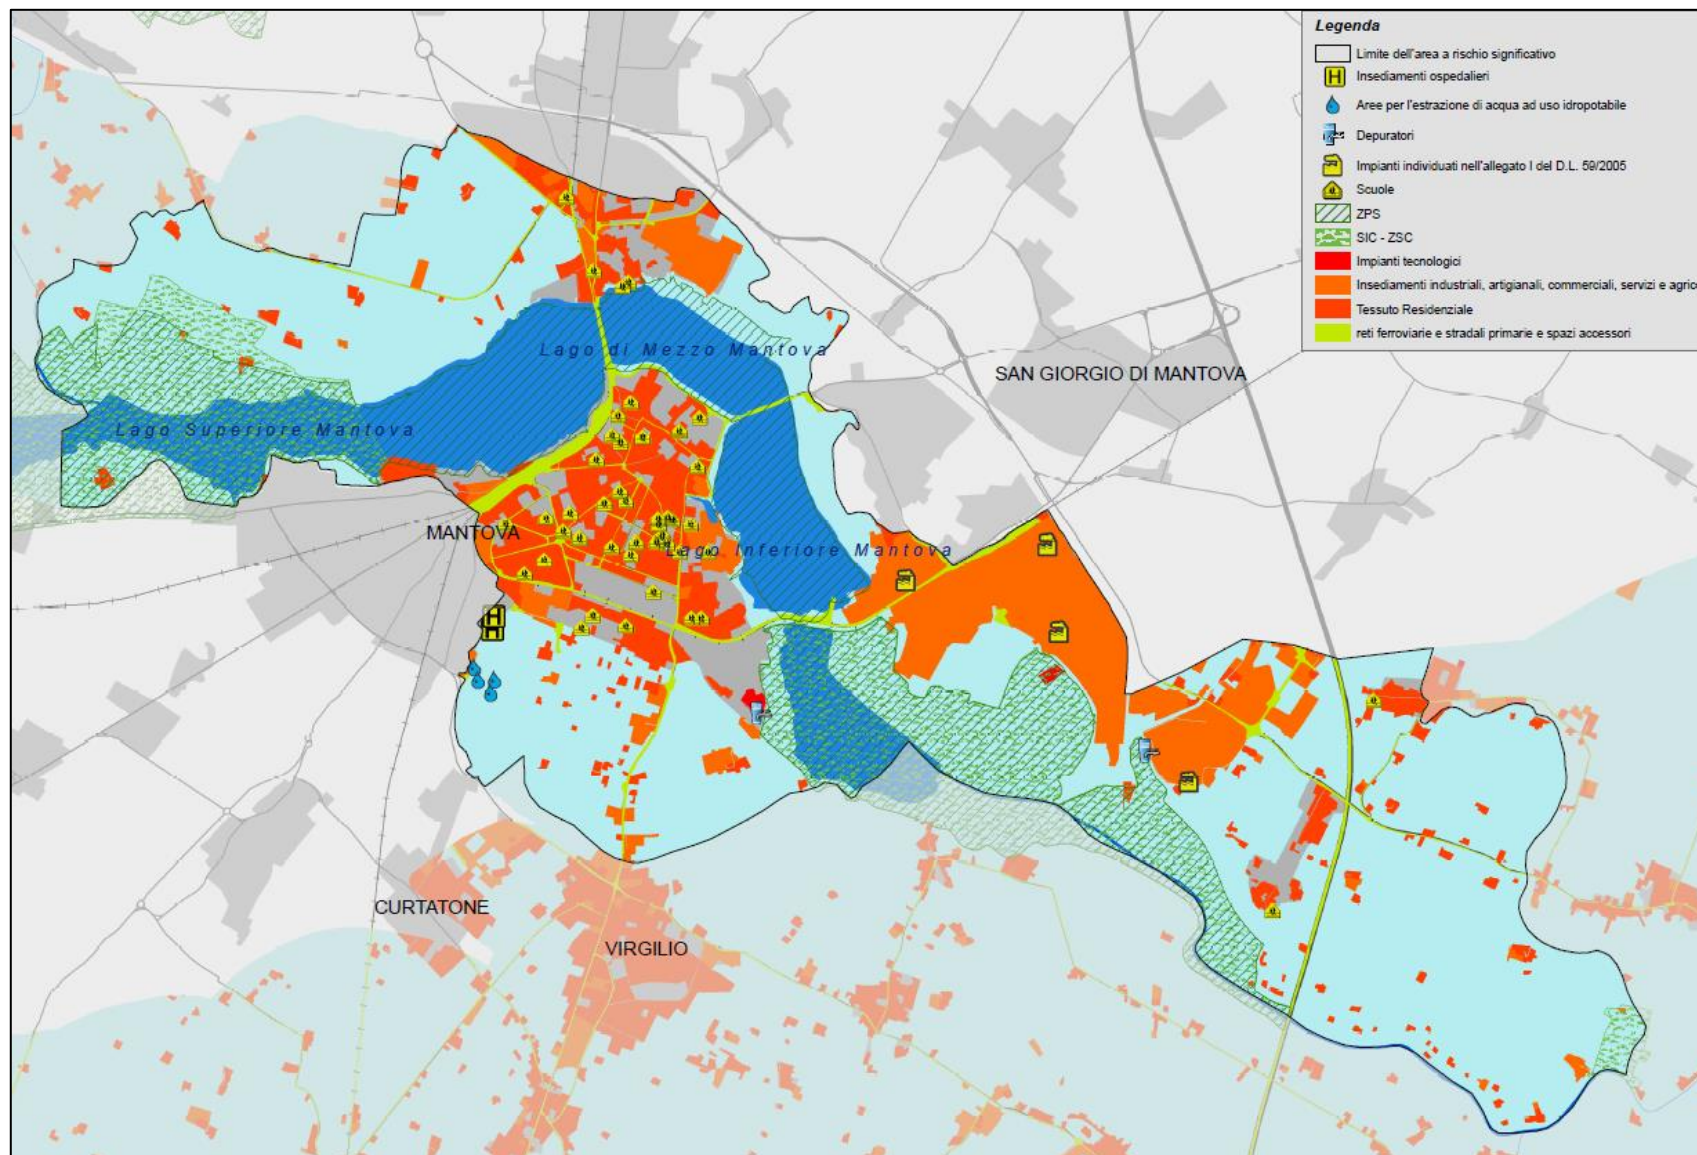 Legenda
Limite dell'area a rischio significativo
Insediamenti ospedalieri
Aree per l'estrazione di acqua ad uso idropotabile
Depuratori
Impianti individuati nell'allegato I del D.L. 59/2005
Scuole
ZPS
SIC - ZSC
Impianti tecnologici
Insediamenti industriali, artigianali, commerciali, servizi e agrico
Tessuto Residenziale
reti ferroviarie e stradali primarie e spazi accessori
Lago di Mezzo Mantova
SAN GIORGIO DI MANTOVA
Lago Superiore Mantova
MANTOVA
Lago Inferiore Mantova
H
H
CURTATONE
VIRGILIO